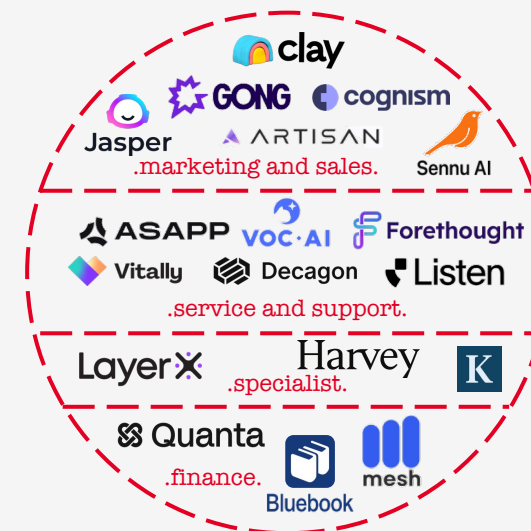 clay
GONG cognism
Jasper ARTISAN
.marketing and sales. Sennu AI
ASAPP VOC·AI Forethought
Vitally Decagon Listen
.service and support.
LayerX Harvey K
.specialist.
Quanta
.finance. mesh
Bluebook